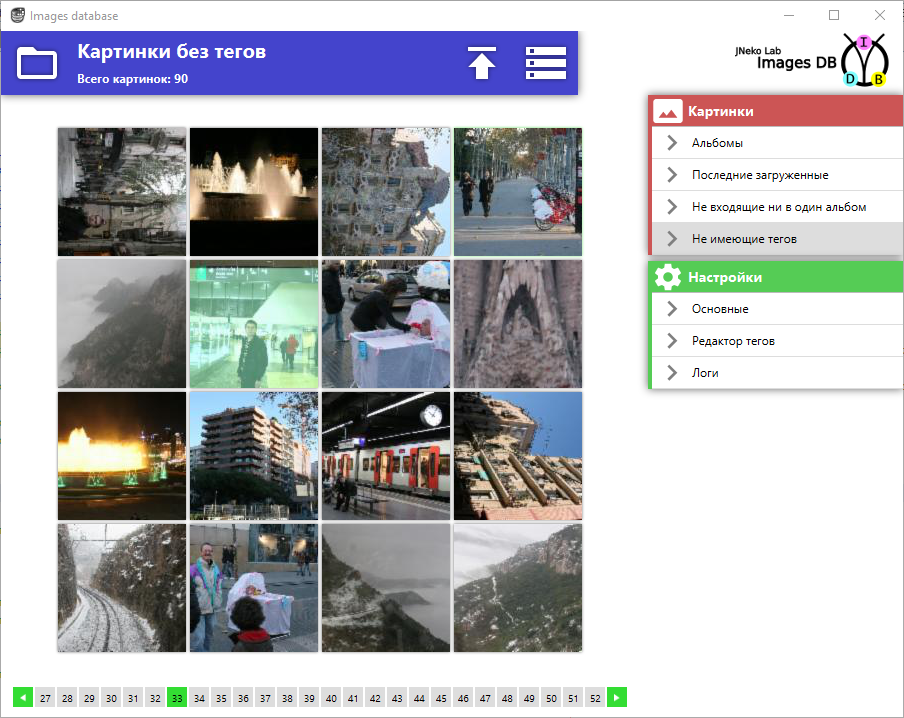 Images database
Картинки без тегов
Всего картинок: 90
JNeko Lab
Images DB
I
D
B
Картинки
Альбомы
Последние загруженные
Не входящие ни в один альбом
Не имеющие тегов
Настройки
Основные
Редактор тегов
Логи
27 28 29 30 31 32 33 34 35 36 37 38 39 40 41 42 43 44 45 46 47 48 49 50 51 52